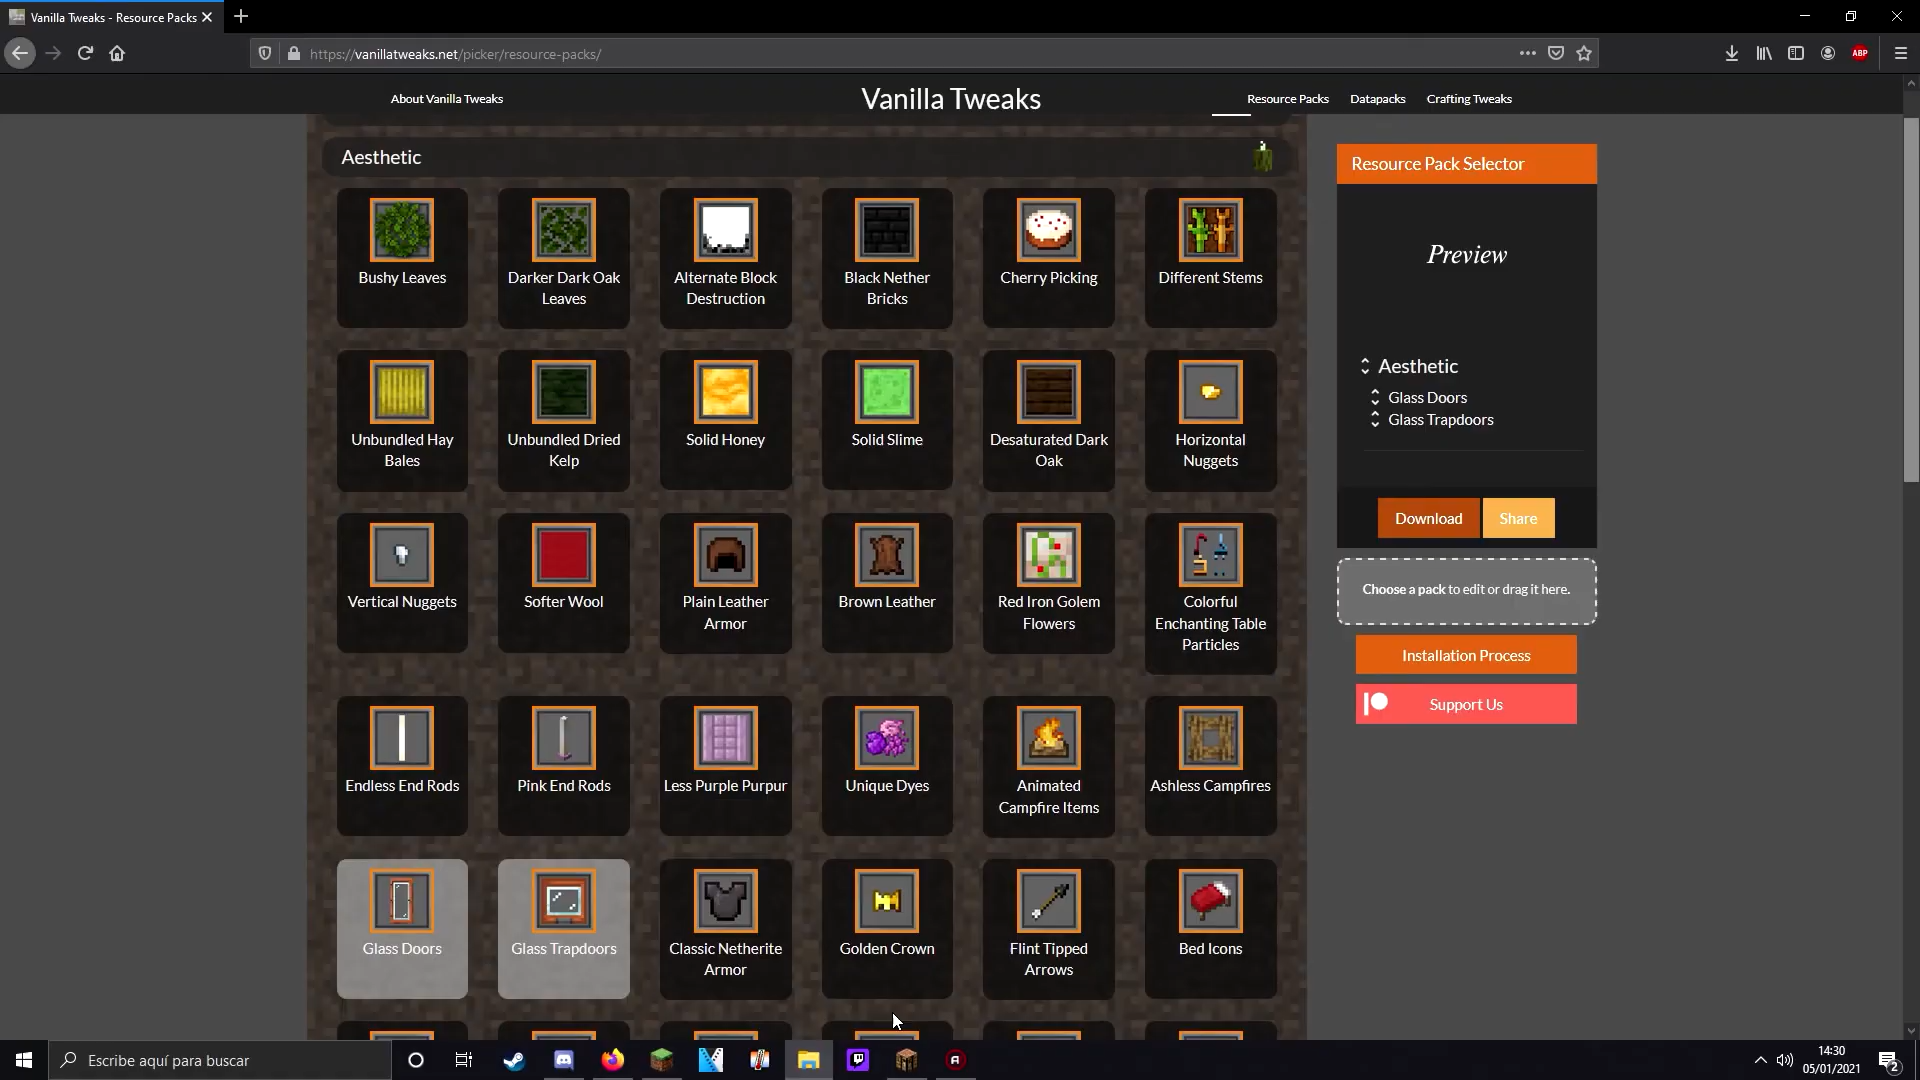 Vanilla Tweaks - Resource Packs
https://vanillatweaks.net/picker/resource-packs/
ABP
About Vanilla Tweaks
Vanilla Tweaks
Resource Packs
Datapacks
Crafting Tweaks
Aesthetic
Bushy Leaves
Darker Dark Oak
Leaves
Alternate Block
Destruction
Black Nether
Bricks
Cherry Picking
Different Stems
Unbundled Hay
Bales
Unbundled Dried
Kelp
Solid Honey
Solid Slime
Desaturated Dark
Oak
Horizontal
Nuggets
Vertical Nuggets
Softer Wool
Plain Leather
Armor
Brown Leather
Red Iron Golem
Flowers
Colorful
Enchanting Table
Particles
Endless End Rods
Pink End Rods
Less Purple Purpur
Unique Dyes
Animated
Campfire Items
Ashless Campfires
Glass Doors
Glass Trapdoors
Classic Netherite
Armor
Golden Crown
Flint Tipped
Arrows
Bed Icons
Resource Pack Selector
Preview
Aesthetic
Glass Doors
Glass Trapdoors
Download
Share
Choose a pack to edit or drag it here.
Installation Process
Support Us
Escribe aquí para buscar
14:30
05/01/2021
2